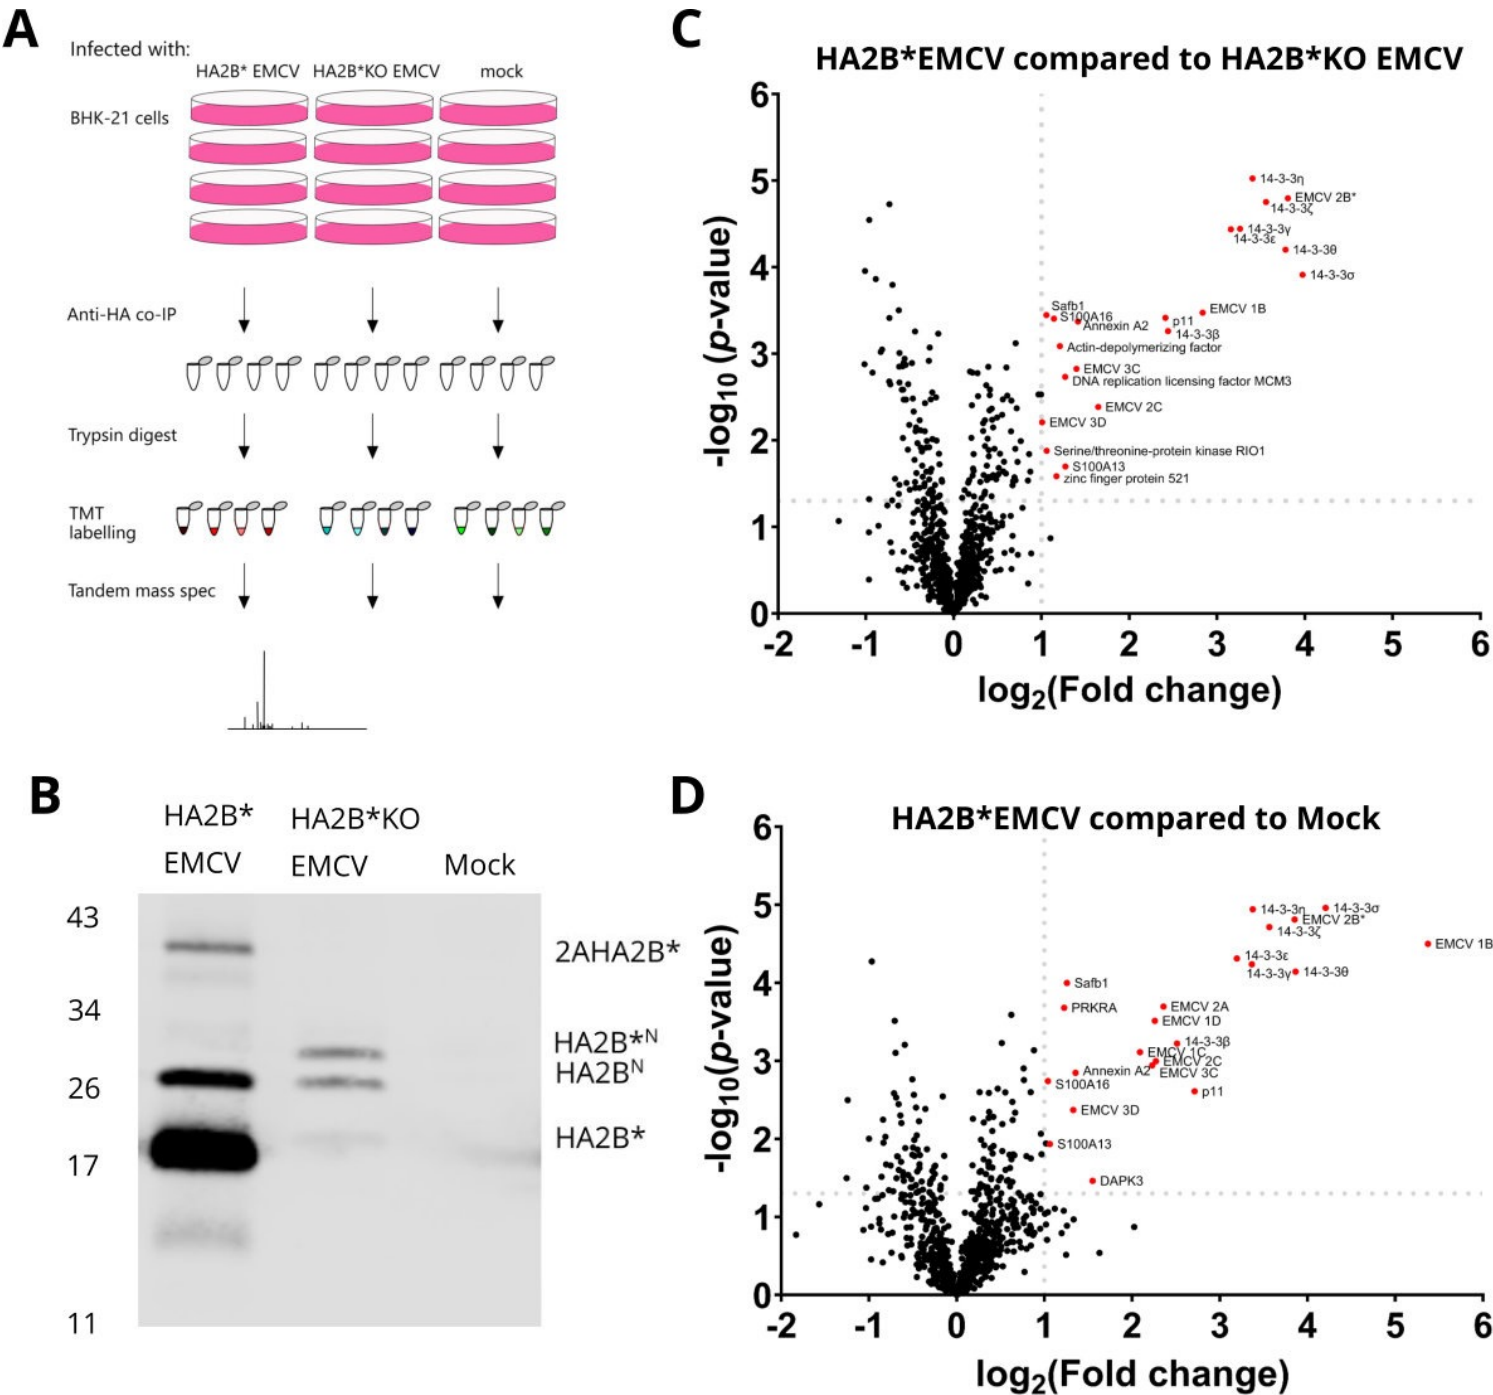 A
Infected with:
HA2B* EMCV HA2B*KO EMCV mock
BHK-21 cells
Anti-HA co-IP
Trypsin digest
TMT
labelling
Tandem mass spec
B
HA2B*
EMCV
HA2B*KO
EMCV
Mock
43
34
26
17
11
2AHA2B*
HA2B*N
HA2BN
HA2B*
C
HA2B*EMCV compared to HA2B*KO EMCV
-log10 (p-value)
6
5
4
3
2
1
0
14-3-3η
EMCV 2B*
14-3-3ζ
14-3-3γ
14-3-3ε
14-3-3θ
14-3-3σ
Safb1
S100A16
Annexin A2
EMCV 1B
p11
14-3-3β
Actin-depolymerizing factor
EMCV 3C
DNA replication licensing factor MCM3
EMCV 2C
EMCV 3D
Serine/threonine-protein kinase RIO1
S100A13
zinc finger protein 521
-2 -1 0 1 2 3 4 5 6
log2(Fold change)
D
HA2B*EMCV compared to Mock
-log10(p-value)
6
5
4
3
2
1
0
14-3-3η
14-3-3σ
EMCV 2B*
14-3-3ζ
EMCV 1B
14-3-3ε
14-3-3γ
14-3-3θ
Safb1
PRKRA
EMCV 2A
EMCV 1D
14-3-3β
EMCV 1C
EMCV 2C
EMCV 3C
Annexin A2
S100A16
p11
EMCV 3D
S100A13
DAPK3
-2 -1 0 1 2 3 4 5 6
log2(Fold change)